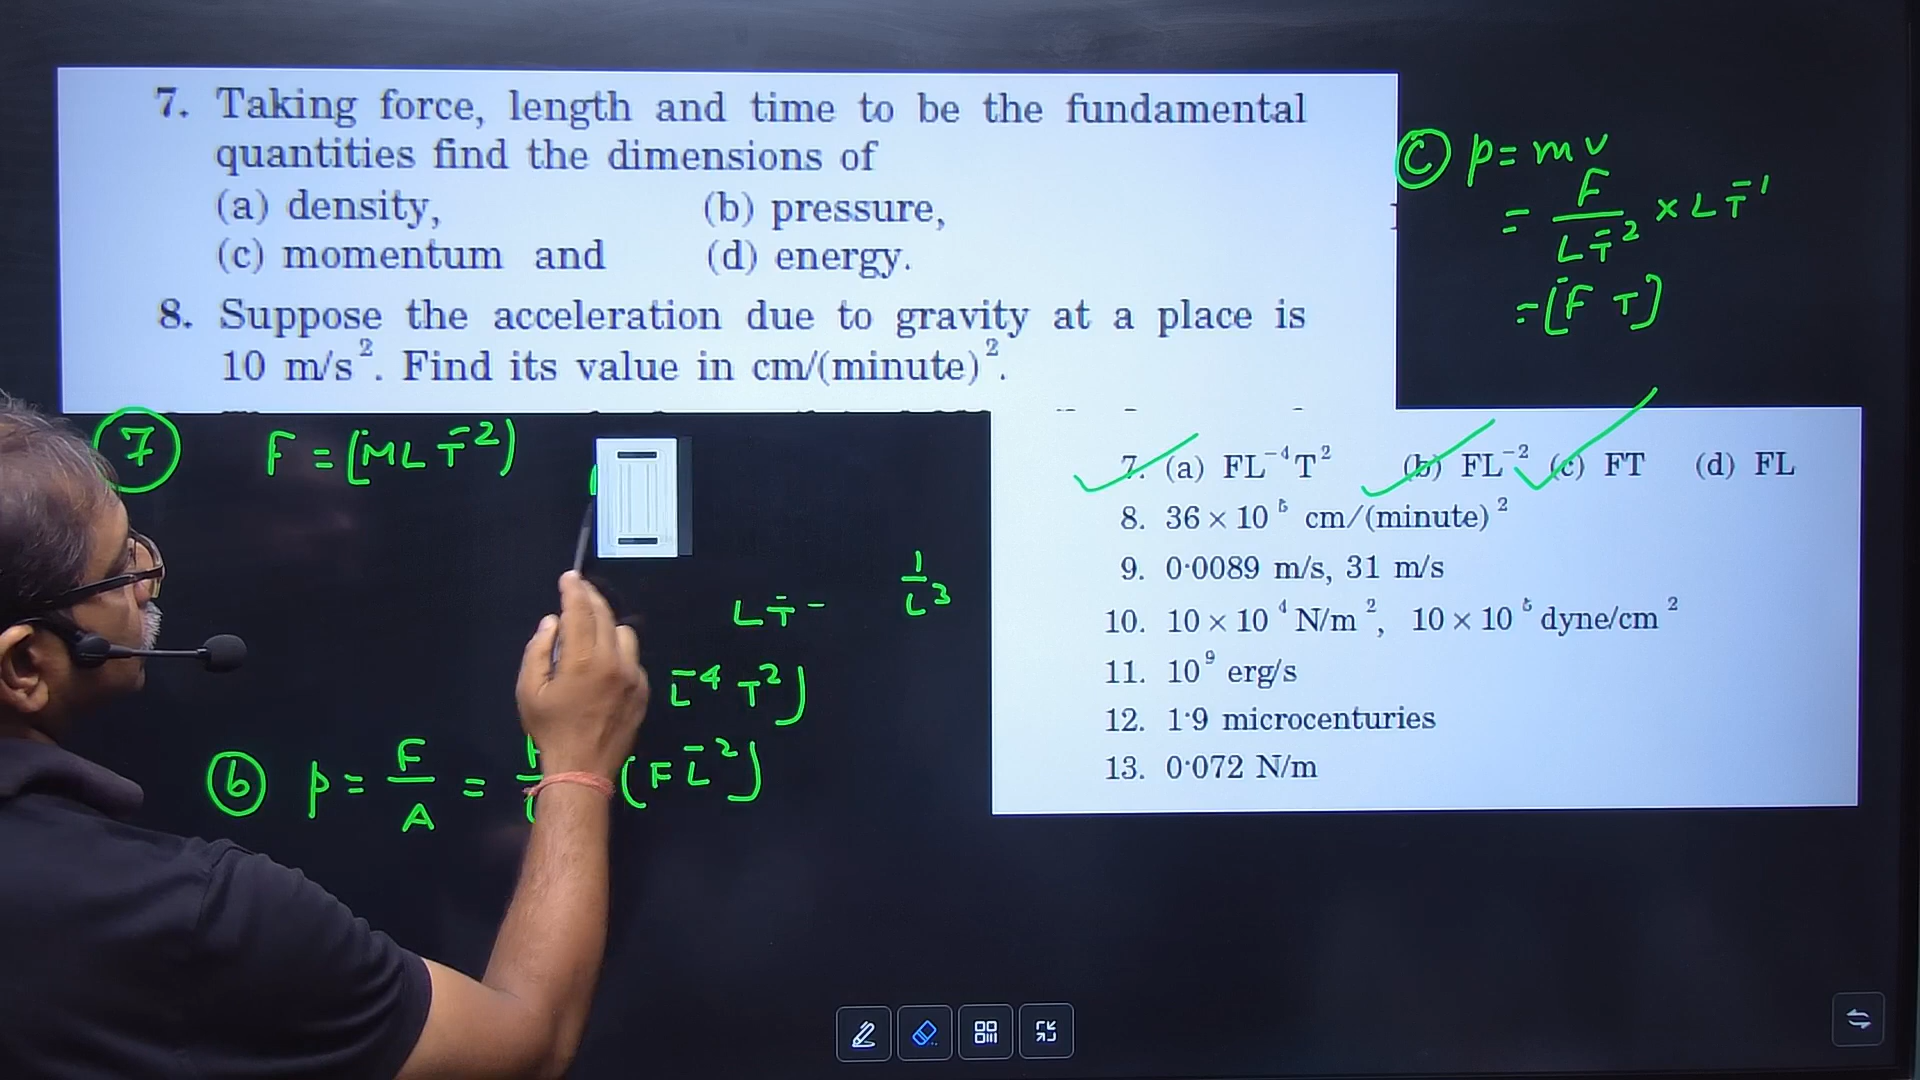 7. Taking force, length and time to be the fundamental
quantities find the dimensions of
(a) density, (b) pressure,
(c) momentum and (d) energy.
8. Suppose the acceleration due to gravity at a place is
10 m/s². Find its value in cm/(minute)².
ⓒ p = mv
= F / LT⁻² × LT⁻¹
= [F T]
⑦ F = [MLT⁻²]
LT⁻
1/L³
L⁻⁴ T²]
ⓑ p = F/A = [FL⁻²]
7. (a) FL⁻⁴T² (b) FL⁻² (c) FT (d) FL
8. 36 × 10⁵ cm/(minute)²
9. 0·0089 m/s, 31 m/s
10. 10 × 10⁴ N/m², 10 × 10⁵ dyne/cm²
11. 10⁹ erg/s
12. 1·9 microcenturies
13. 0·072 N/m